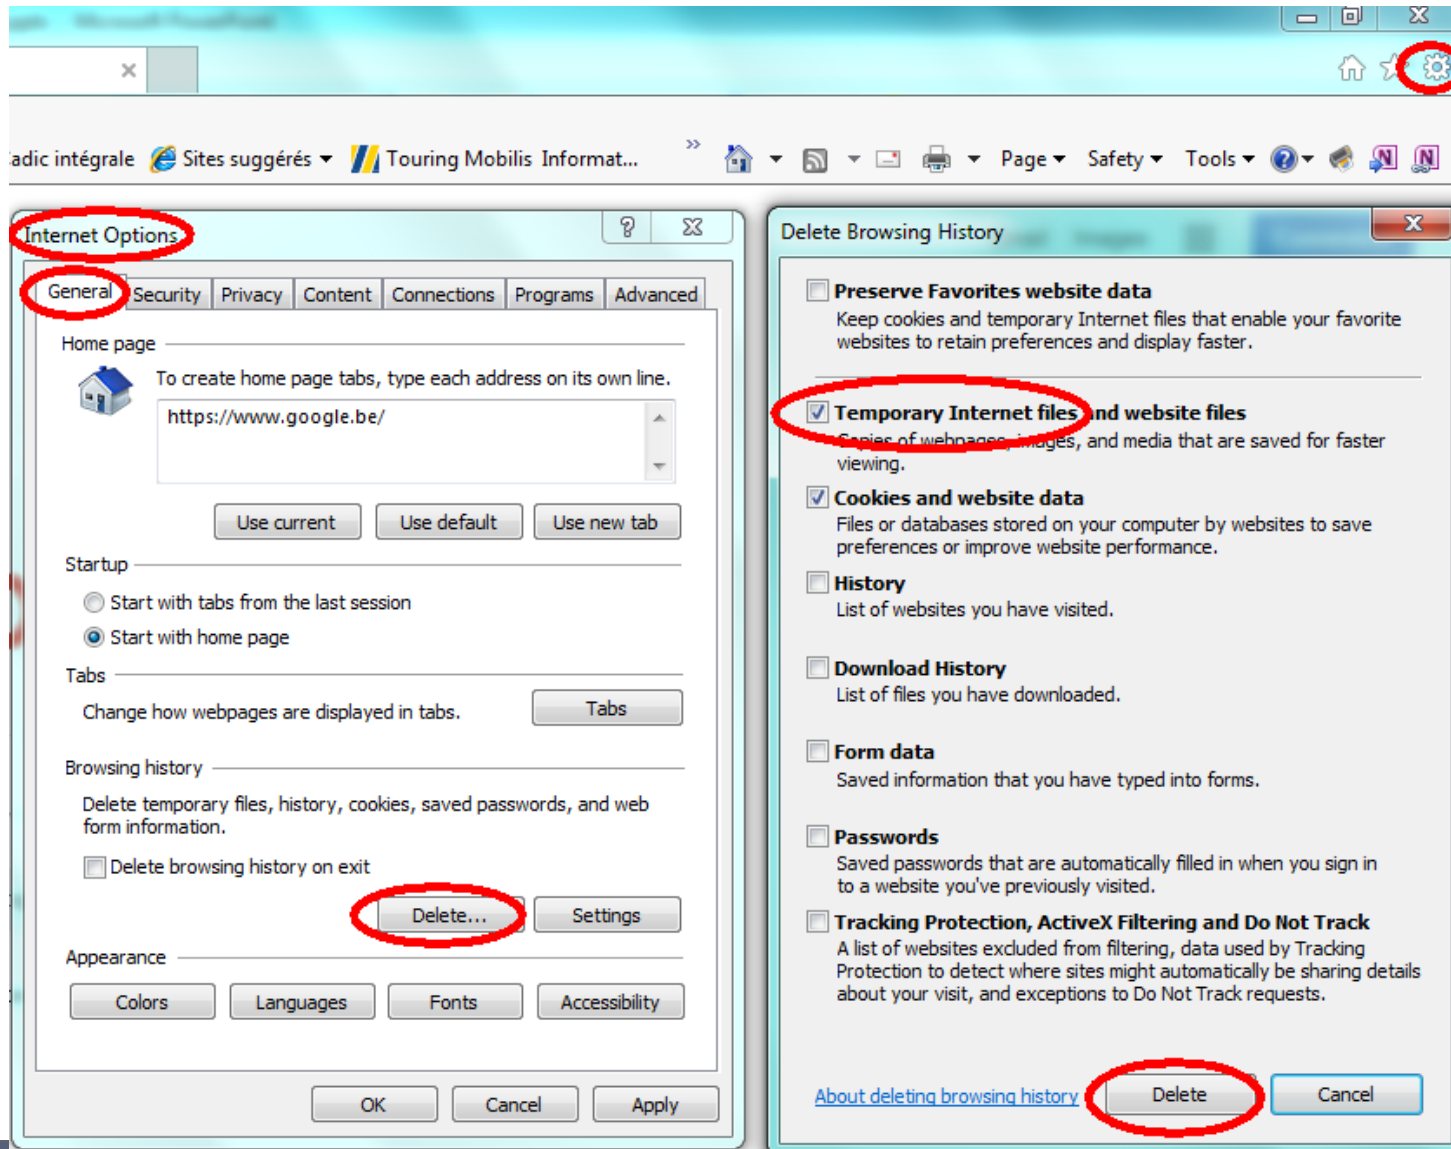 adic intégrale Sites suggérés Touring Mobilis Informat... » Page Safety Tools
Internet Options
General Security Privacy Content Connections Programs Advanced
Home page
To create home page tabs, type each address on its own line.
https://www.google.be/
Use current Use default Use new tab
Startup
Start with tabs from the last session
Start with home page
Tabs
Change how webpages are displayed in tabs. Tabs
Browsing history
Delete temporary files, history, cookies, saved passwords, and web
form information.
Delete browsing history on exit
Delete... Settings
Appearance
Colors Languages Fonts Accessibility
OK Cancel Apply
Delete Browsing History
Preserve Favorites website data
Keep cookies and temporary Internet files that enable your favorite
websites to retain preferences and display faster.
Temporary Internet files and website files
Copies of webpages, images, and media that are saved for faster
viewing.
Cookies and website data
Files or databases stored on your computer by websites to save
preferences or improve website performance.
History
List of websites you have visited.
Download History
List of files you have downloaded.
Form data
Saved information that you have typed into forms.
Passwords
Saved passwords that are automatically filled in when you sign in
to a website you've previously visited.
Tracking Protection, ActiveX Filtering and Do Not Track
A list of websites excluded from filtering, data used by Tracking
Protection to detect where sites might automatically be sharing details
about your visit, and exceptions to Do Not Track requests.
About deleting browsing history Delete Cancel